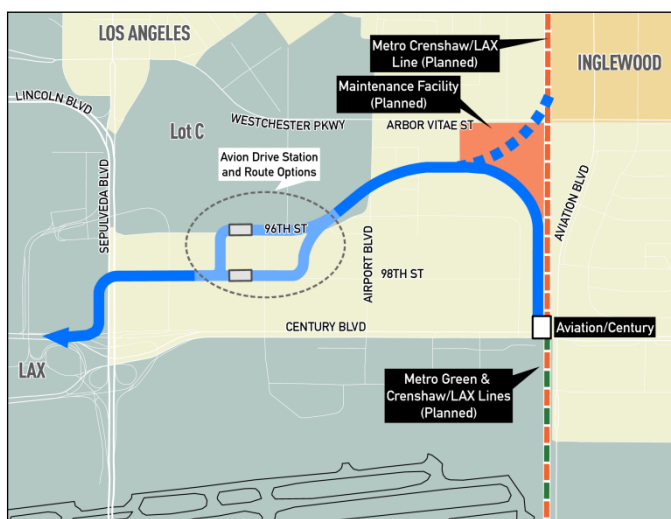 LOS ANGELES
Metro Crenshaw/LAX
Line (Planned)
INGLEWOOD
Maintenance Facility
(Planned)
LINCOLN BLVD
Lot C
WESTCHESTER PKWY
ARBOR VITAE ST
Avion Drive Station
and Route Options
SEPULVEDA BLVD
AVIATION BLVD
96TH ST
AIRPORT BLVD
98TH ST
CENTURY BLVD
Aviation/Century
LAX
Metro Green &
Crenshaw/LAX Lines
(Planned)